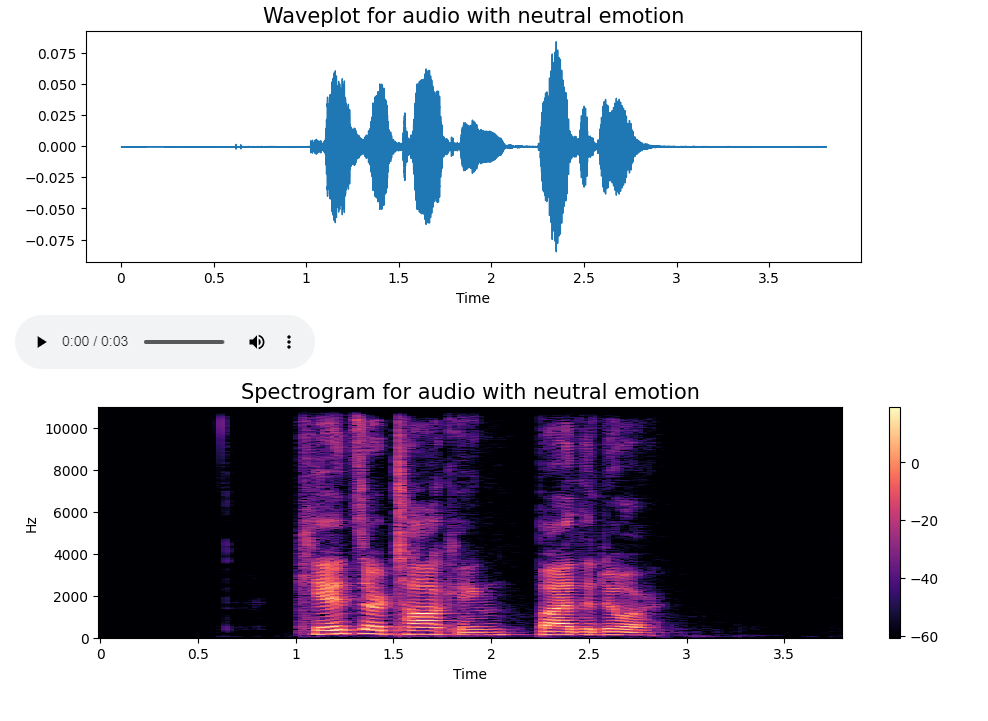 Waveplot for audio with neutral emotion
0.075
0.050
0.025
0.000
−0.025
−0.050
−0.075
0 0.5 1 1.5 2 2.5 3 3.5
Time
0:00 / 0:03
Spectrogram for audio with neutral emotion
10000
8000
6000
4000
2000
0
Hz
0 0.5 1 1.5 2 2.5 3 3.5
Time
0
−20
−40
−60